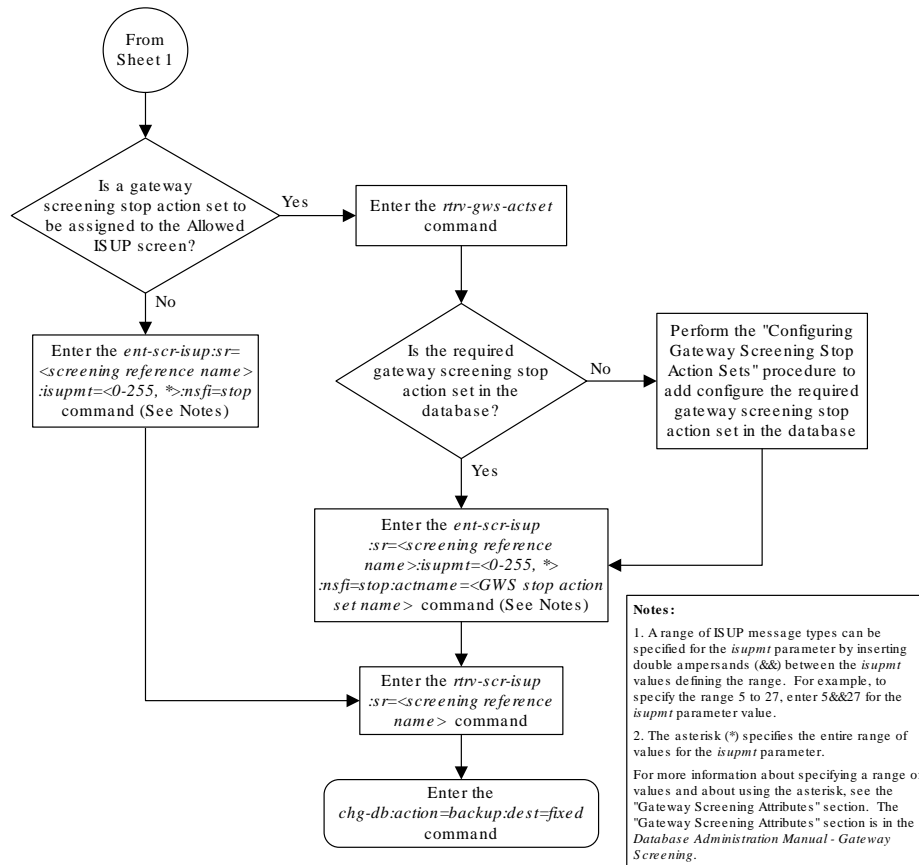 From
Sheet 1
Is a gateway
screening stop action set to
be assigned to the Allowed
ISUP screen?
Yes
No
Enter the rtrv-gws-actset
command
Enter the ent-scr-isup:sr=
<screening reference name>
:isupmt=<0-255, *>:nsfi=stop
command (See Notes)
Is the required
gateway screening stop
action set in the
database?
No
Yes
Perform the "Configuring
Gateway Screening Stop
Action Sets" procedure to
add configure the required
gateway screening stop
action set in the database
Enter the ent-scr-isup
:sr=<screening reference
name>:isupmt=<0-255, *>
:nsfi=stop:actname=<GWS stop action
set name> command (See Notes)
Enter the rtrv-scr-isup
:sr=<screening reference
name> command
Enter the
chg-db:action=backup:dest=fixed
command
Notes:
1. A range of ISUP message types can be
specified for the isupmt parameter by inserting
double ampersands (&&) between the isupmt
values defining the range. For example, to
specify the range 5 to 27, enter 5&&27 for the
isupmt parameter value.
2. The asterisk (*) specifies the entire range of
values for the isupmt parameter.
For more information about specifying a range of
values and about using the asterisk, see the
"Gateway Screening Attributes" section. The
"Gateway Screening Attributes" section is in the
Database Administration Manual - Gateway
Screening.